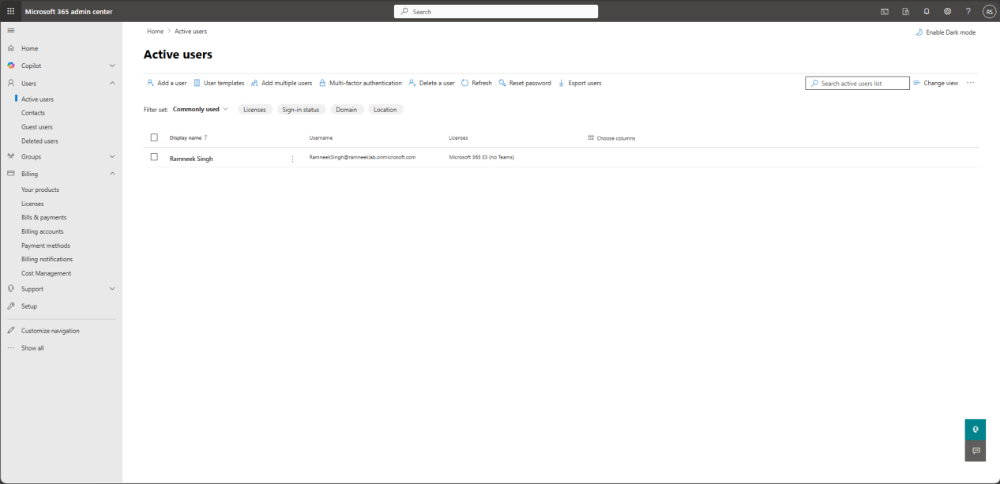 Microsoft 365 admin center
Search
RS
Home > Active users
Enable Dark mode
Home
Copilot
Users
Active users
Contacts
Guest users
Deleted users
Groups
Billing
Your products
Licenses
Bills & payments
Billing accounts
Payment methods
Billing notifications
Cost Management
Support
Setup
Customize navigation
Show all
Active users
Add a user User templates Add multiple users Multi-factor authentication Delete a user Refresh Reset password Export users
Search active users list Change view
Filter set: Commonly used Licenses Sign-in status Domain Location
Display name ↑ Username Licenses Choose columns
Ramneek Singh RamneekSingh@ramneeklab.onmicrosoft.com Microsoft 365 E3 (no Teams)